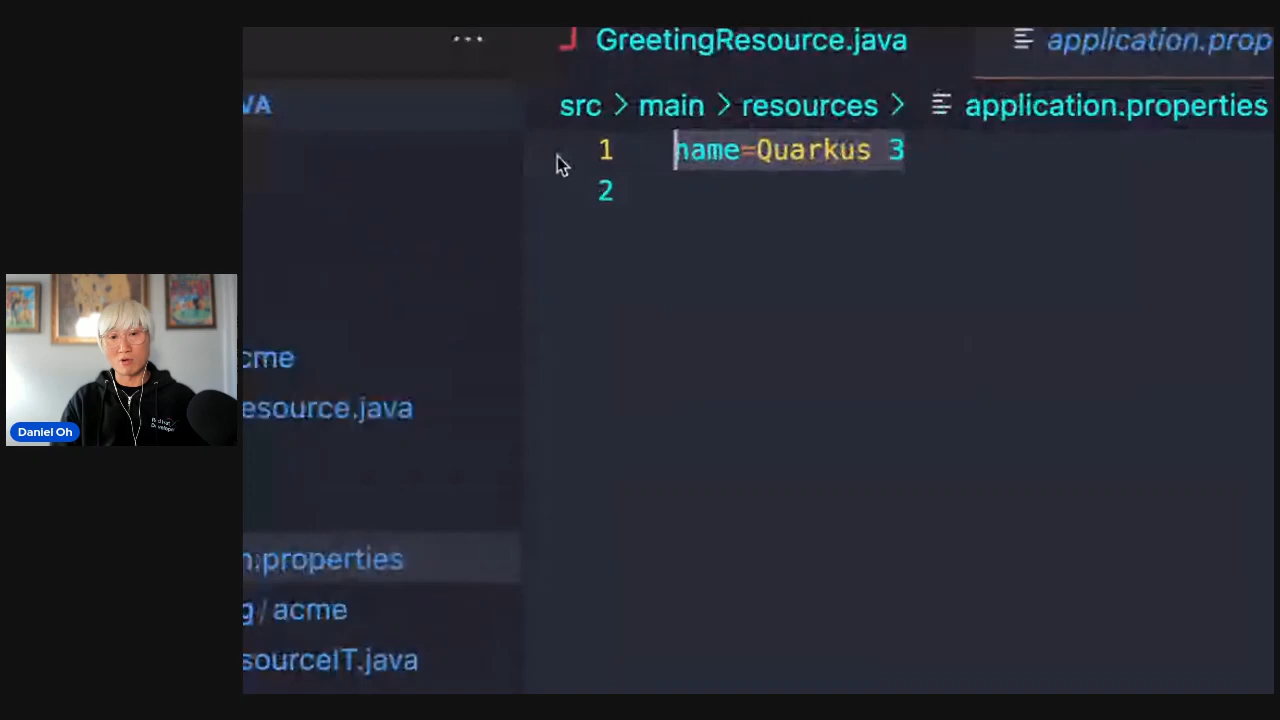 ...
GreetingResource.java
application.prop
VA
src > main > resources > application.properties
1 name=Quarkus 3
2
cme
esource.java
n.properties
g/acme
sourceIT.java
Daniel Oh